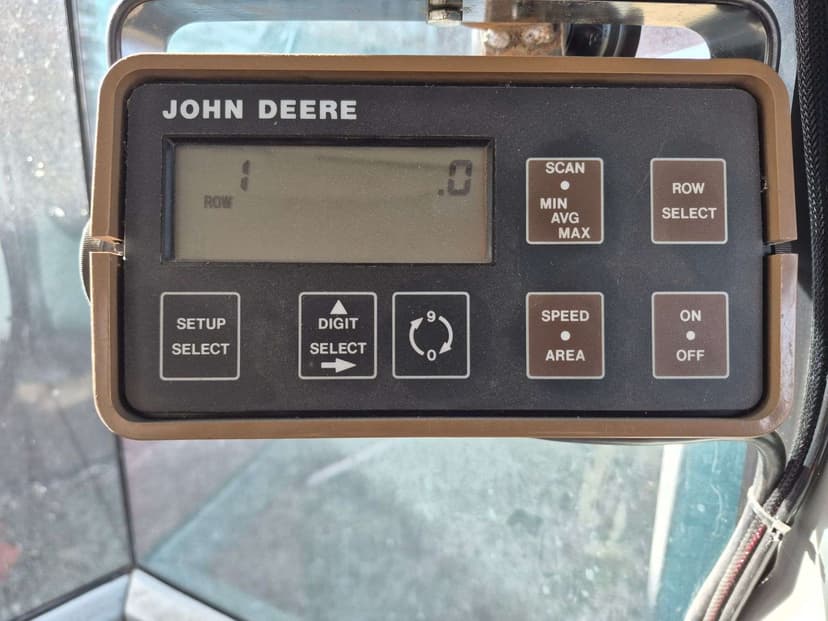 JOHN DEERE
1 .0
ROW
SCAN
MIN
AVG
MAX
ROW
SELECT
SETUP
SELECT
DIGIT
SELECT
9
0
SPEED
AREA
ON
OFF